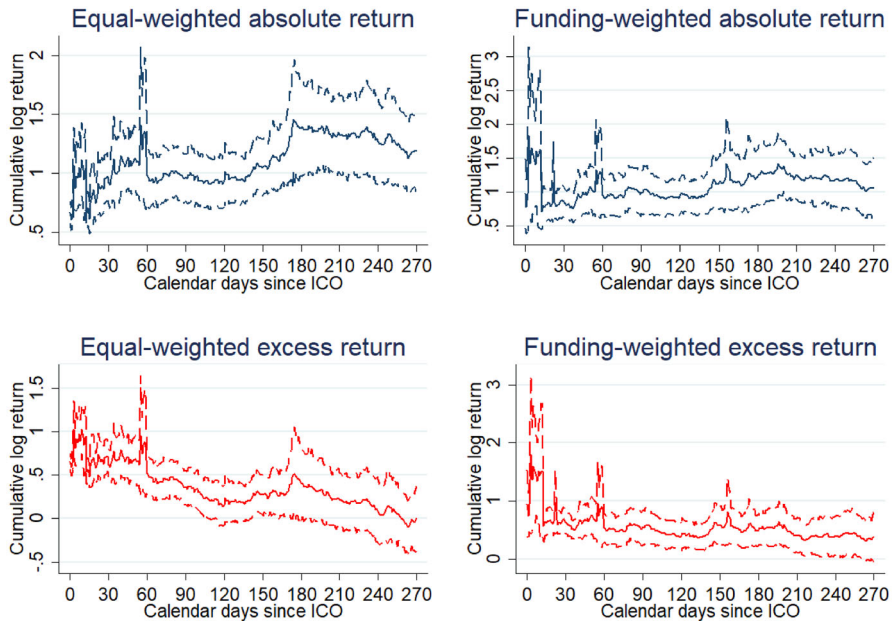 Equal-weighted absolute return
Cumulative log return
2
1.5
1
.5
0 30 60 90 120 150 180 210 240 270
Calendar days since ICO
Funding-weighted absolute return
Cumulative log return
3
2.5
2
1.5
1
.5
0 30 60 90 120 150 180 210 240 270
Calendar days since ICO
Equal-weighted excess return
Cumulative log return
1.5
1
.5
0
-.5
0 30 60 90 120 150 180 210 240 270
Calendar days since ICO
Funding-weighted excess return
Cumulative log return
3
2
1
0
0 30 60 90 120 150 180 210 240 270
Calendar days since ICO